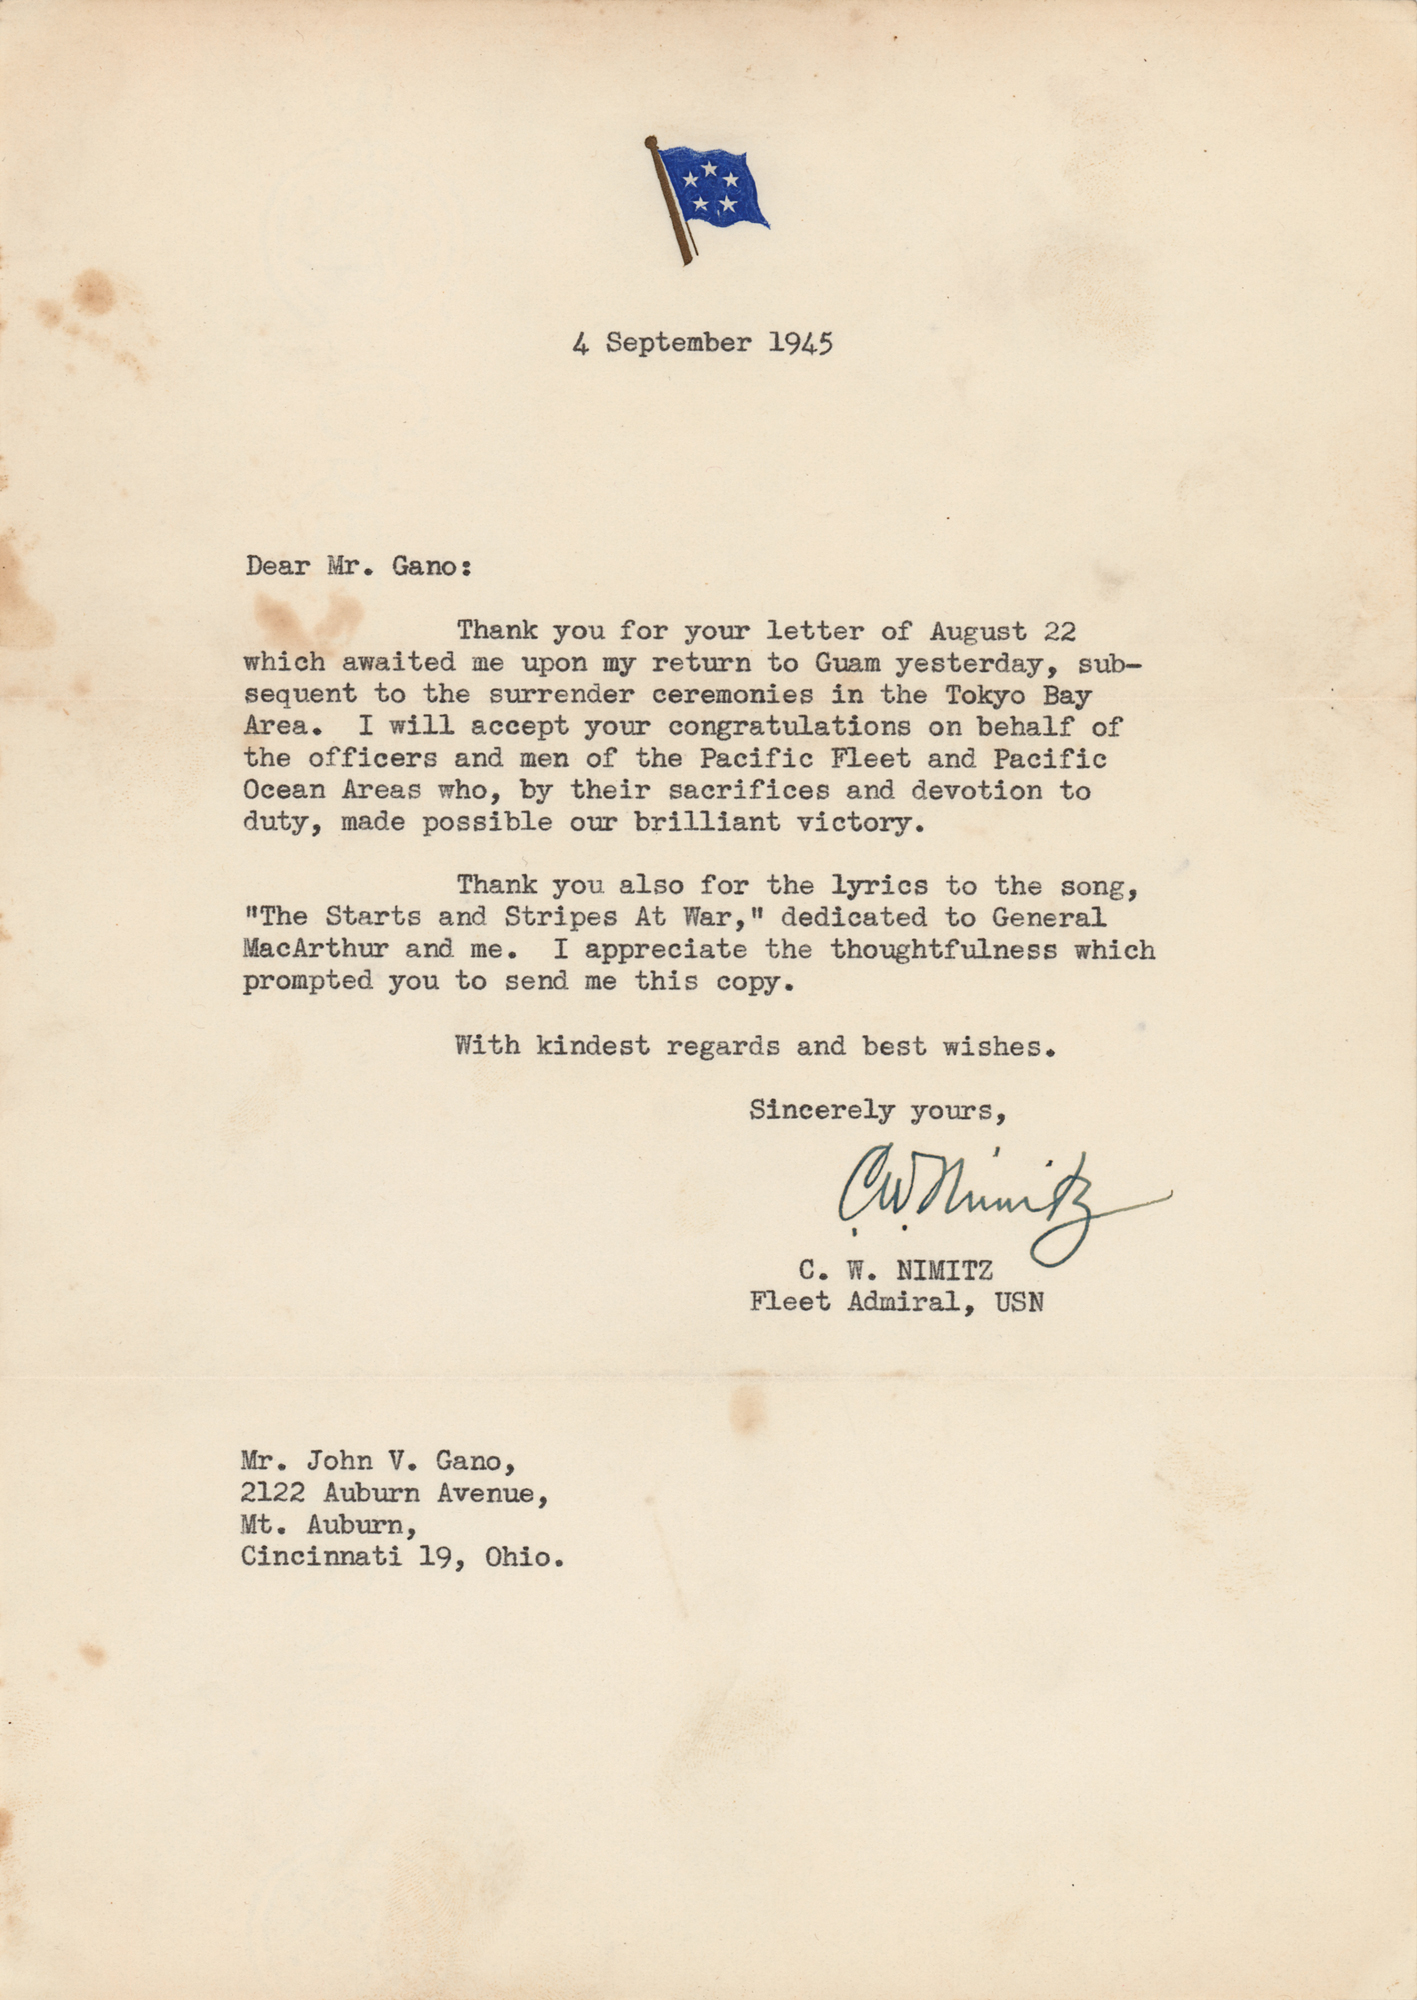 4 September 1945
Dear Mr. Gano:
Thank you for your letter of August 22
which awaited me upon my return to Guam yesterday, sub-
sequent to the surrender ceremonies in the Tokyo Bay
Area. I will accept your congratulations on behalf of
the officers and men of the Pacific Fleet and Pacific
Ocean Areas who, by their sacrifices and devotion to
duty, made possible our brilliant victory.
Thank you also for the lyrics to the song,
"The Starts and Stripes At War," dedicated to General
MacArthur and me. I appreciate the thoughtfulness which
prompted you to send me this copy.
With kindest regards and best wishes.
Sincerely yours,
C.W. Nimitz
C. W. NIMITZ
Fleet Admiral, USN
Mr. John V. Gano,
2122 Auburn Avenue,
Mt. Auburn,
Cincinnati 19, Ohio.